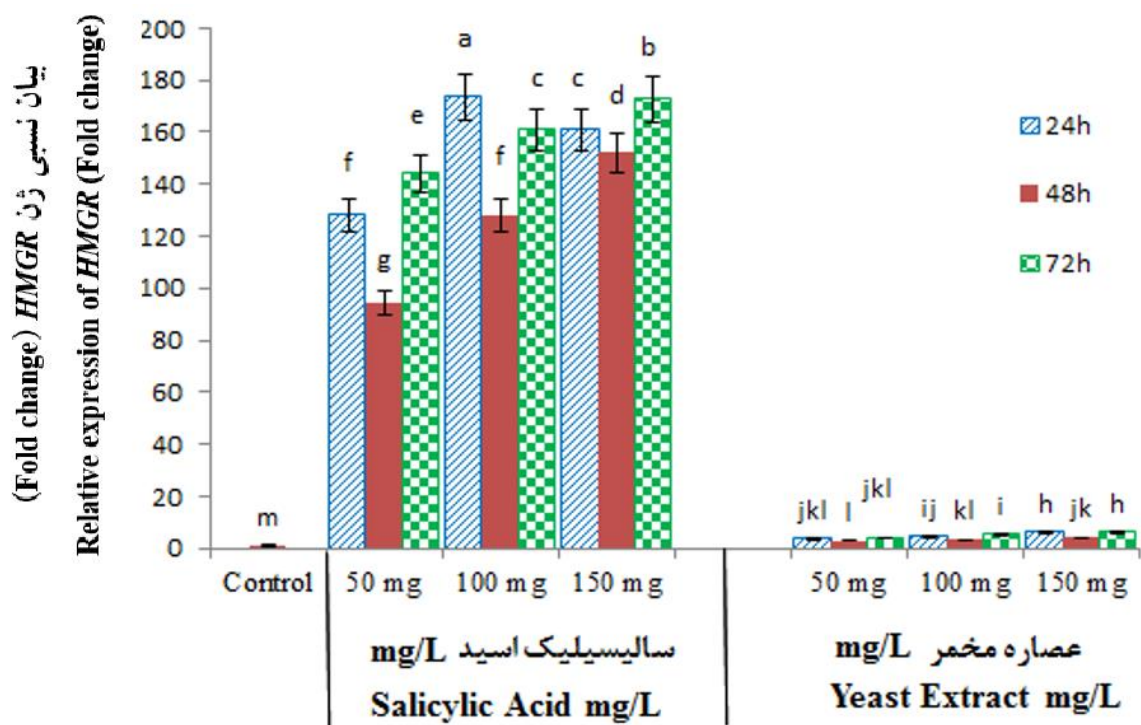 بیان نسبی ژن HMGR (Fold change)
Relative expression of HMGR (Fold change)
200
180
160
140
120
100
80
60
40
20
0
m
f
g
e
a
f
c
c
d
b
jkl
l
jkl
ij
kl
i
h
jk
h
24h
48h
72h
Control
50 mg
100 mg
150 mg
50 mg
100 mg
150 mg
سالیسیلیک اسید mg/L
Salicylic Acid mg/L
عصاره مخمر mg/L
Yeast Extract mg/L